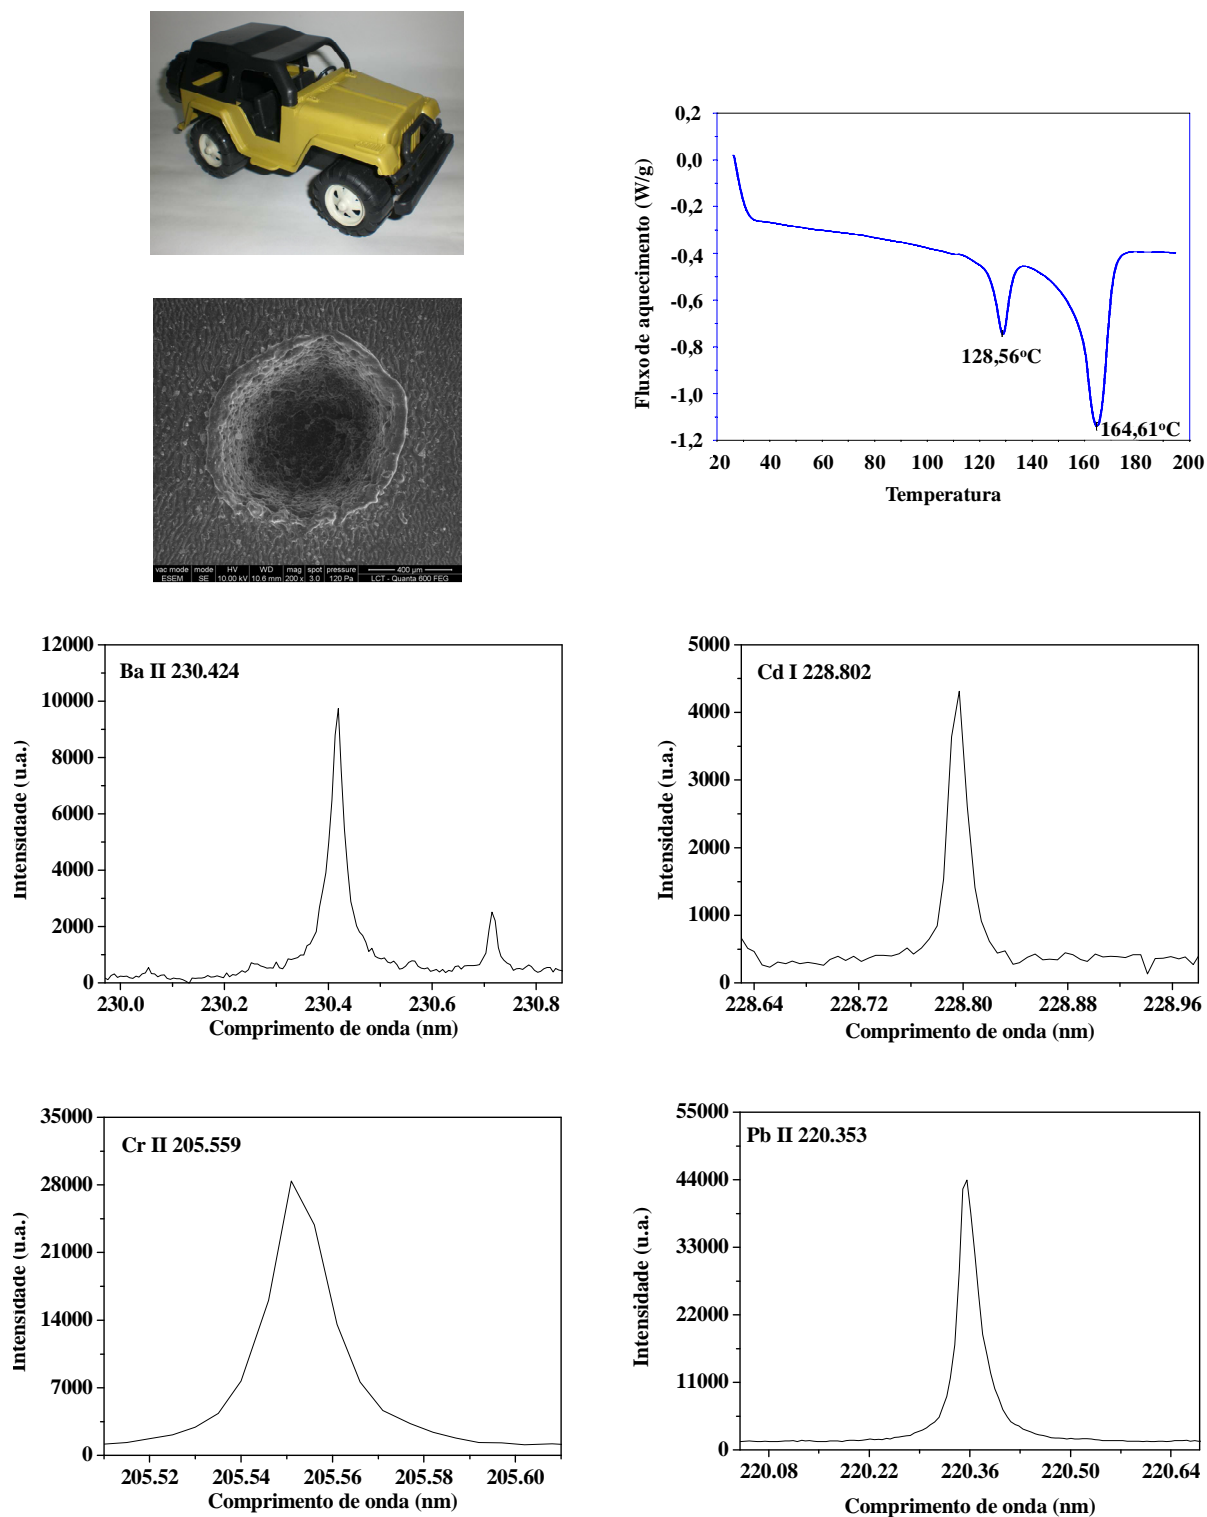 0,2
0,0
-0,2
-0,4
-0,6
-0,8
-1,0
-1,2
20 40 60 80 100 120 140 160 180 200
Fluxo de aquecimento (W/g)
Temperatura
128,56°C
164,61°C
vac mode mode HV WD mag spot pressure 400 µm
ESEM SE 10.00 kV 10.6 mm 200 x 3.0 120 Pa LCT - Quanta 600 FEG
Ba II 230.424
12000
10000
8000
6000
4000
2000
0
230.0 230.2 230.4 230.6 230.8
Intensidade (u.a.)
Comprimento de onda (nm)
Cd I 228.802
5000
4000
3000
2000
1000
0
228.64 228.72 228.80 228.88 228.96
Intensidade (u.a.)
Comprimento de onda (nm)
Cr II 205.559
35000
28000
21000
14000
7000
0
205.52 205.54 205.56 205.58 205.60
Intensidade (u.a.)
Comprimento de onda (nm)
Pb II 220.353
55000
44000
33000
22000
11000
0
220.08 220.22 220.36 220.50 220.64
Intensidade (u.a.)
Comprimento de onda (nm)